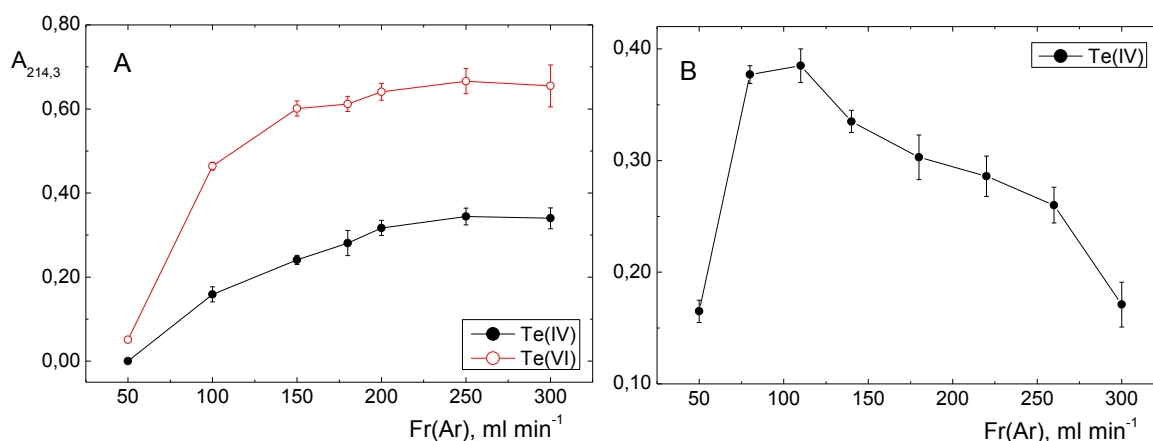 0,80
A214,3
A
0,60
0,40
0,20
0,00
Te(IV)
Te(VI)
50 100 150 200 250 300
Fr(Ar), ml min-1
B
Te(IV)
0,40
0,30
0,20
0,10
50 100 150 200 250 300
Fr(Ar), ml min-1